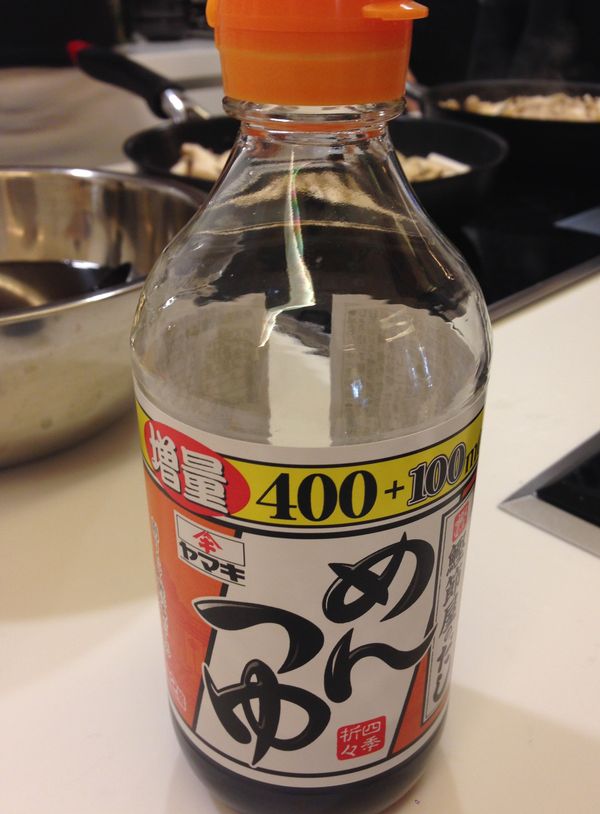 増量 400+100ml
ヤマキ
めん
つゆ
鰹節屋のだし
四季
折々